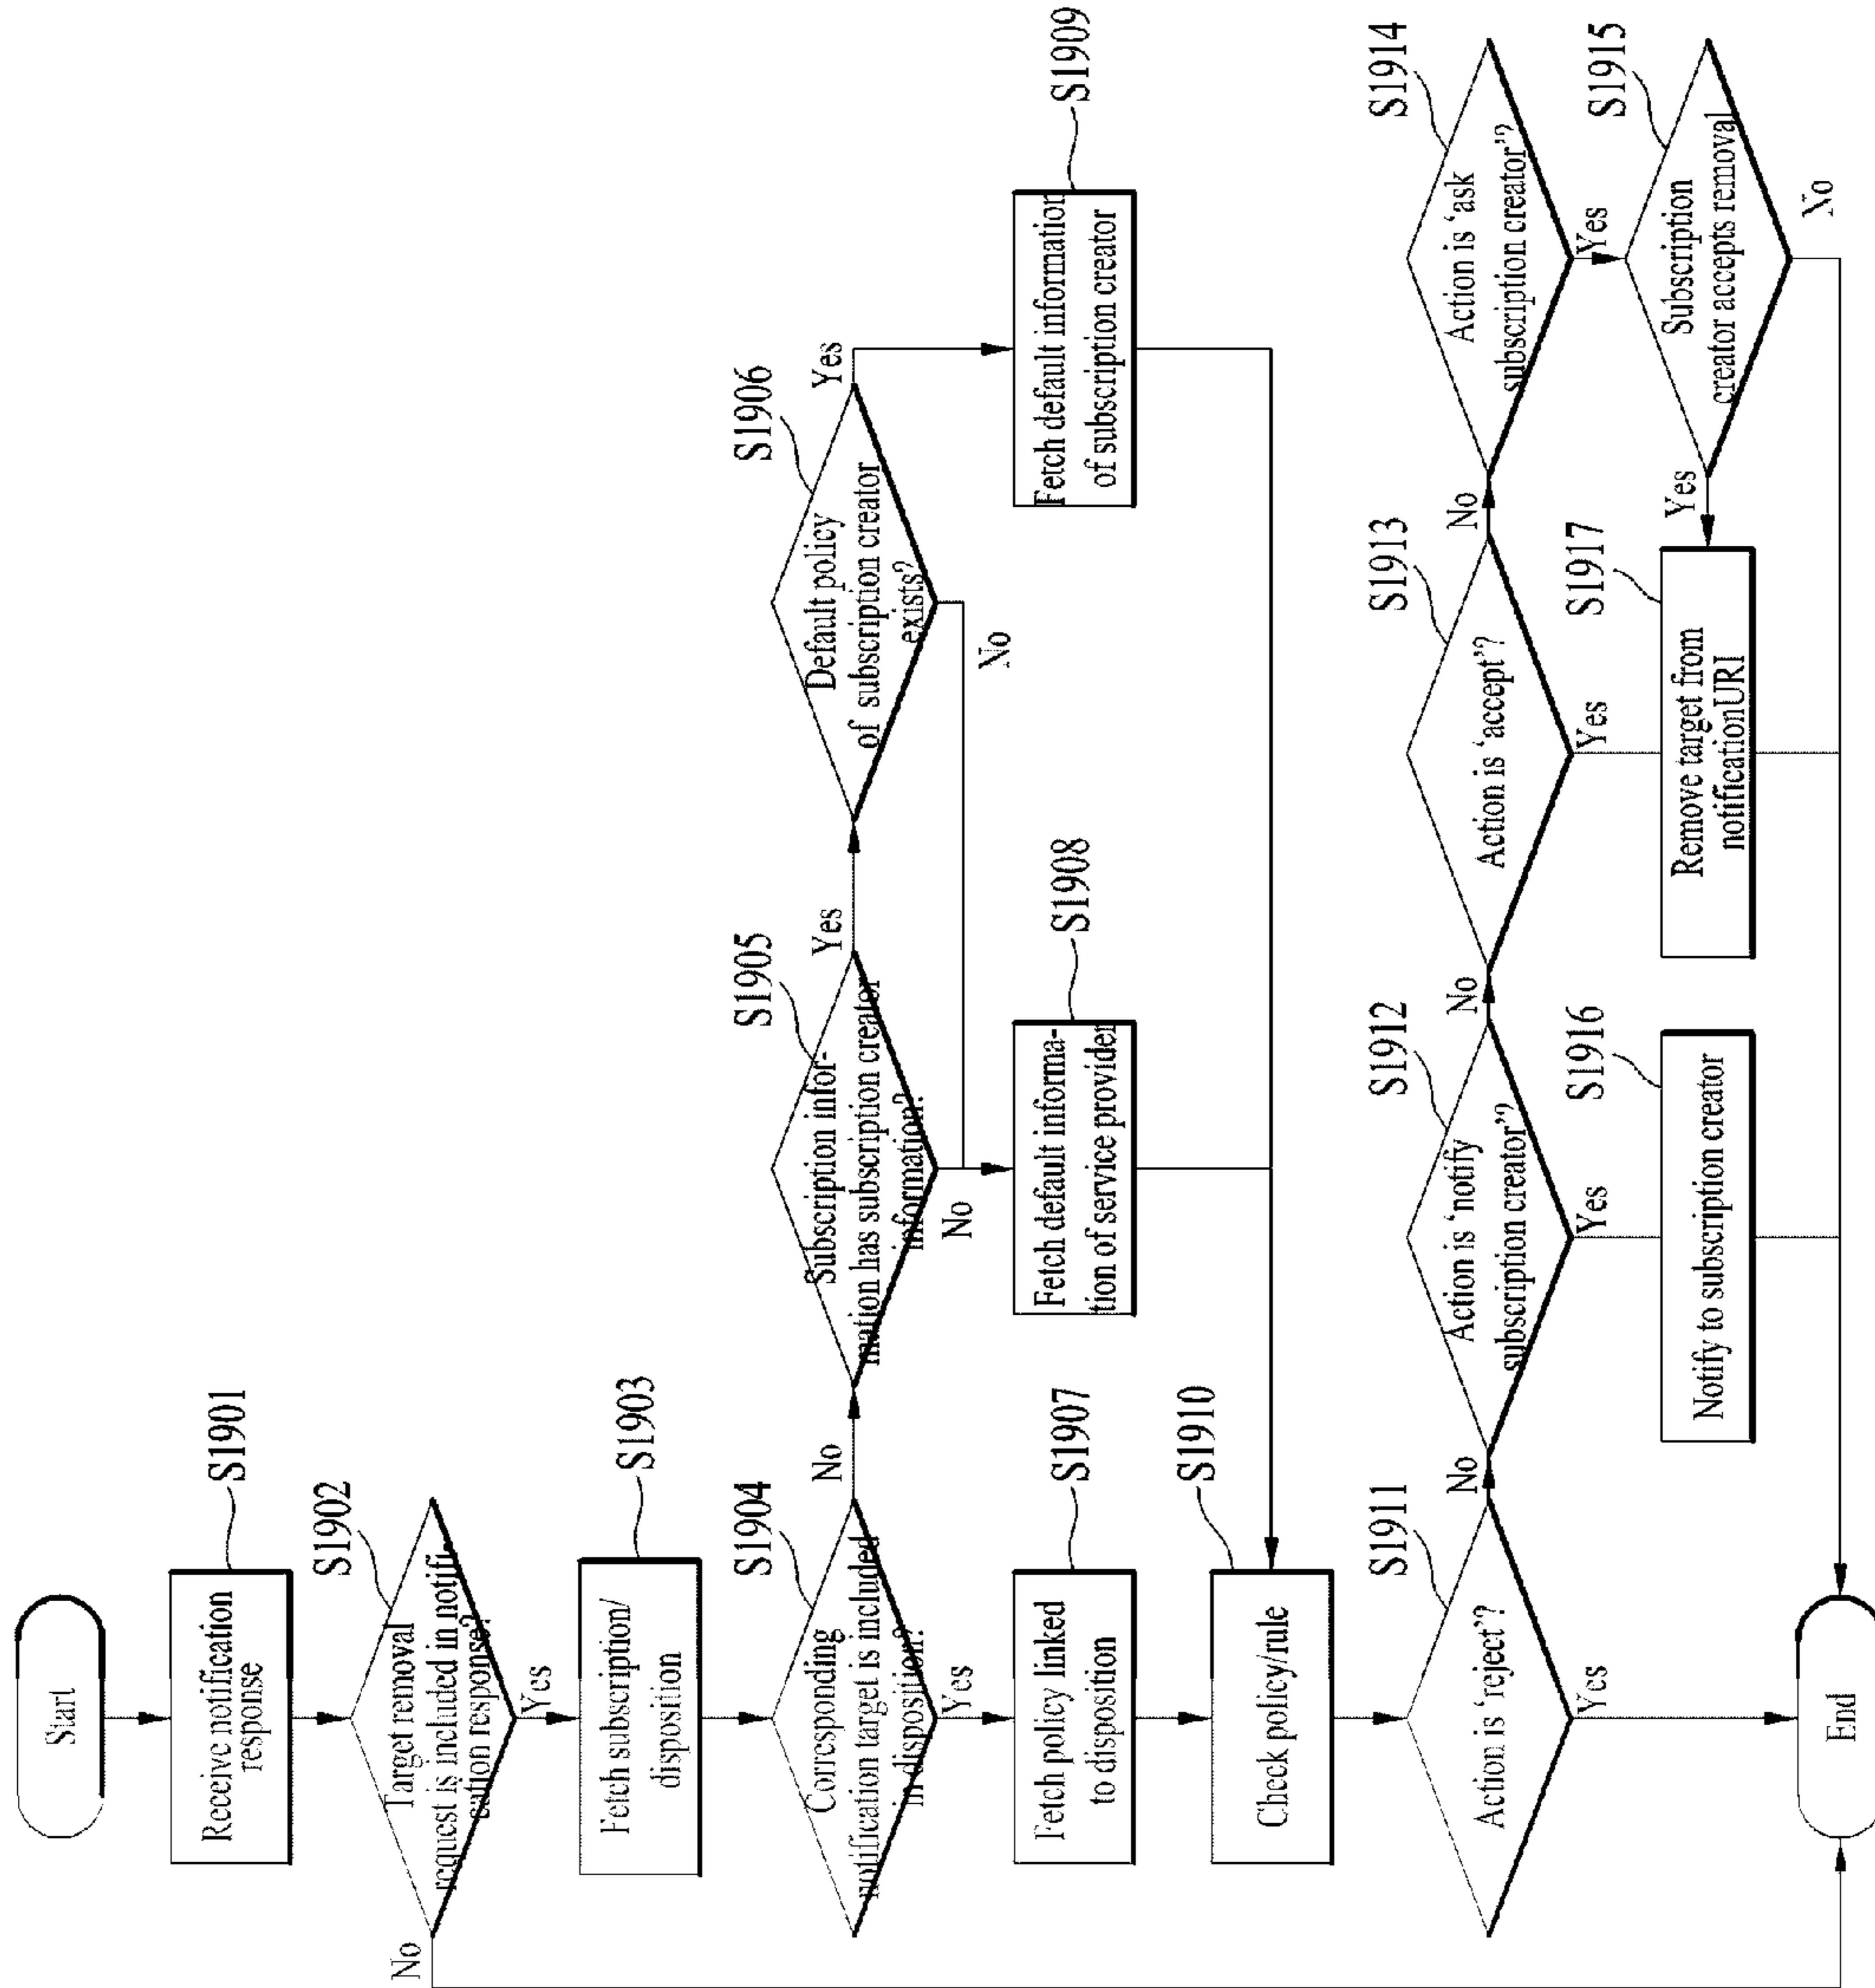 Start
S1901
Receive notification
response
S1902
Target removal
request is included in notifi-
cation response?
No
Yes
S1903
Fetch subscription/
disposition
S1904
Corresponding
notification target is included
in disposition?
No
Yes
S1905
Subscription infor-
mation has subscription creator
information?
Yes
No
S1906
Default policy
of subscription creator
exists?
Yes
No
S1907
Fetch policy linked
to disposition
S1908
Fetch default informa-
tion of service provider
S1909
Fetch default information
of subscription creator
S1910
Check policy/rule
S1911
Action is ‘reject’?
No
Yes
S1912
Action is ‘notify
subscription creator’?
No
Yes
S1913
Action is ‘accept’?
No
Yes
S1914
Action is ‘ask
subscription creator’?
Yes
S1915
Subscription
creator accepts removal
Yes
No
S1916
Notify to subscription creator
S1917
Remove target from
notificationURI
End